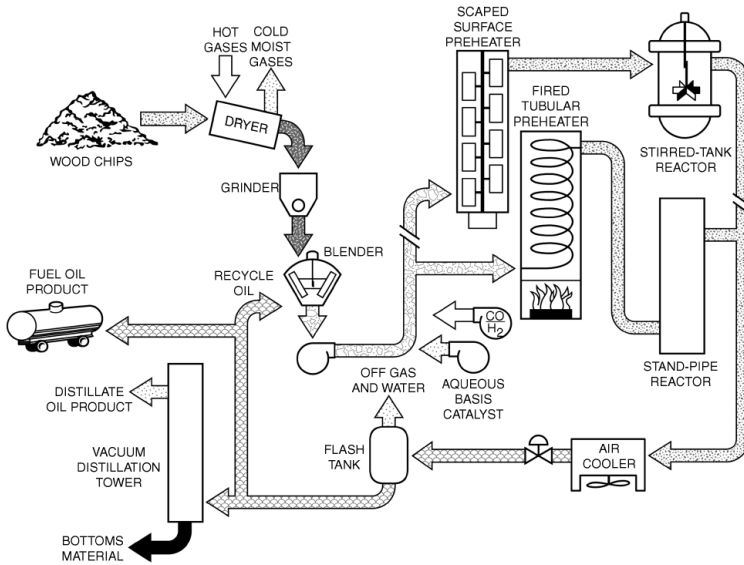 HOT
GASES
COLD
MOIST
GASES
SCAPED
SURFACE
PREHEATER
FIRED
TUBULAR
PREHEATER
DRYER
WOOD CHIPS
STIRRED-TANK
REACTOR
GRINDER
BLENDER
RECYCLE
OIL
FUEL OIL
PRODUCT
CO
H2
STAND-PIPE
REACTOR
OFF GAS
AND WATER
AQUEOUS
BASIS
CATALYST
DISTILLATE
OIL PRODUCT
VACUUM
DISTILLATION
TOWER
FLASH
TANK
AIR
COOLER
BOTTOMS
MATERIAL